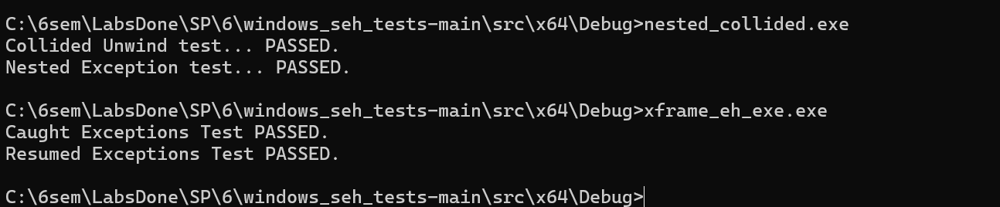 C:\6sem\LabsDone\SP\6\windows_seh_tests-main\src\x64\Debug>nested_collided.exe
Collided Unwind test... PASSED.
Nested Exception test... PASSED.
C:\6sem\LabsDone\SP\6\windows_seh_tests-main\src\x64\Debug>xframe_eh_exe.exe
Caught Exceptions Test PASSED.
Resumed Exceptions Test PASSED.
C:\6sem\LabsDone\SP\6\windows_seh_tests-main\src\x64\Debug>